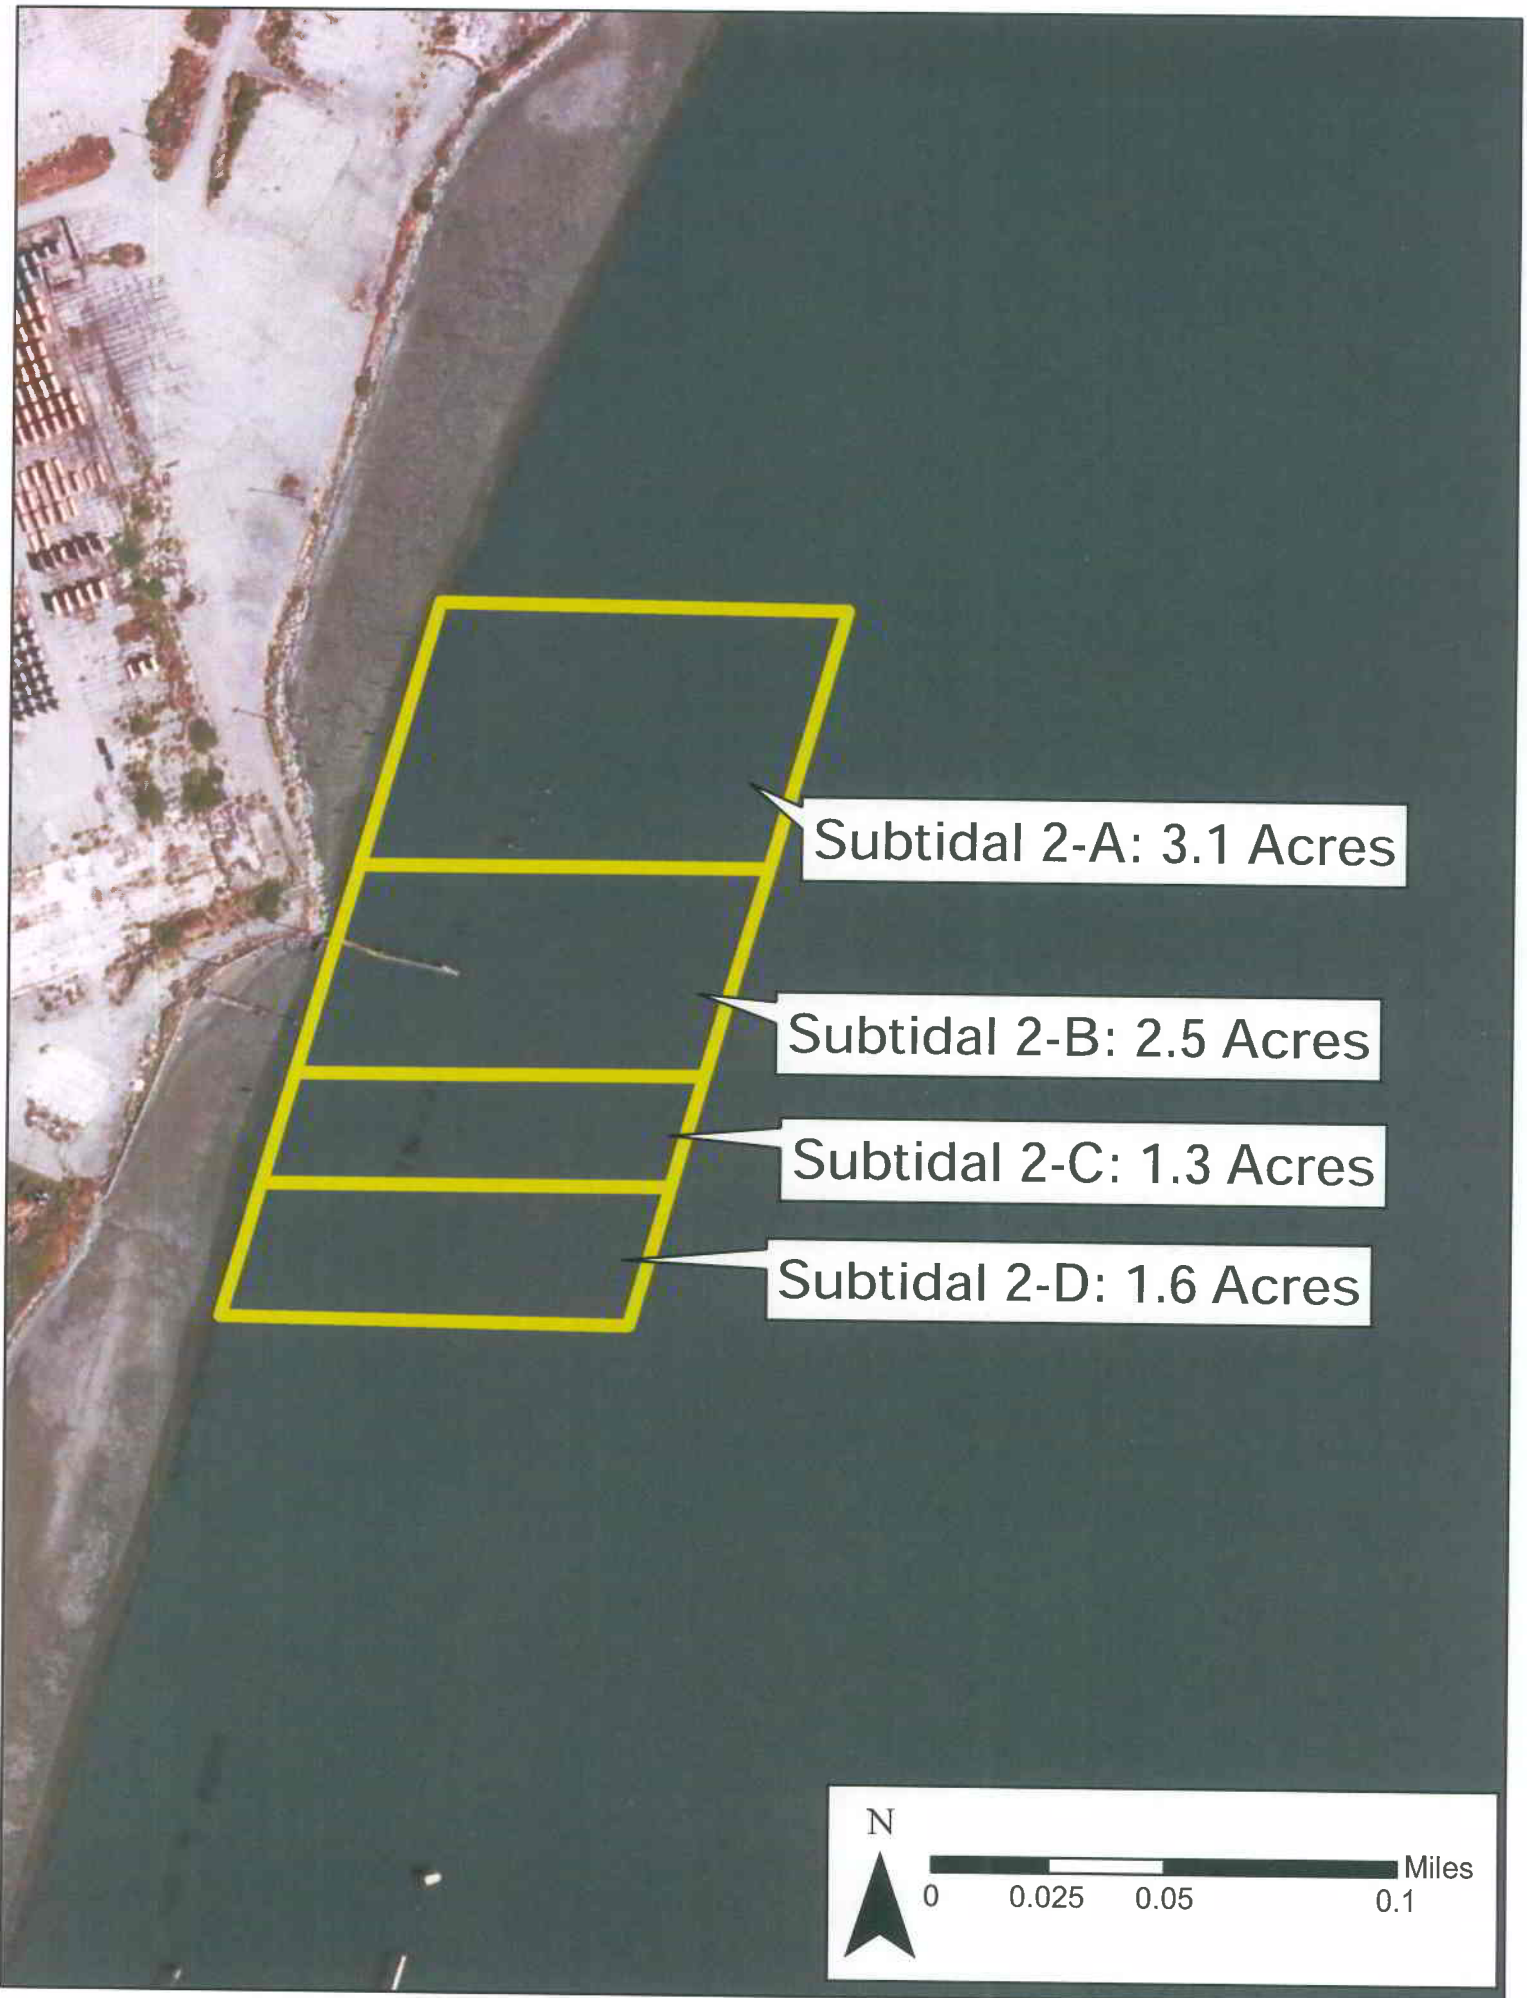 Subtidal 2-A: 3.1 Acres
Subtidal 2-B: 2.5 Acres
Subtidal 2-C: 1.3 Acres
Subtidal 2-D: 1.6 Acres
N
Miles
0 0.025 0.05 0.1